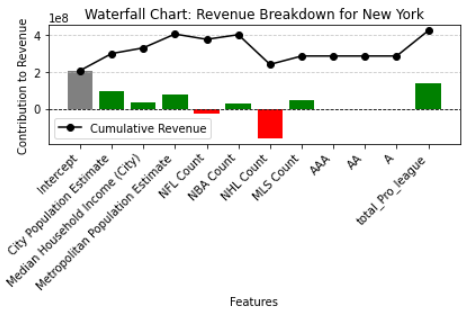 Waterfall Chart: Revenue Breakdown for New York
1e8
Contribution to Revenue
4
2
0
Cumulative Revenue
Intercept
City Population Estimate
Median Household Income (City)
Metropolitan Population Estimate
NFL Count
NBA Count
NHL Count
MLS Count
AAA
AA
A
total_Pro_league
Features